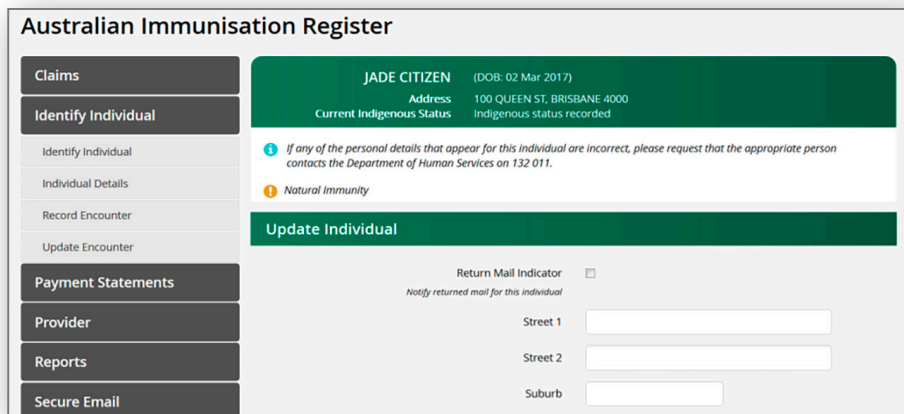 Australian Immunisation Register
Claims
Identify Individual
Identify Individual
Individual Details
Record Encounter
Update Encounter
Payment Statements
Provider
Reports
Secure Email
JADE CITIZEN (DOB: 02 Mar 2017)
Address 100 QUEEN ST, BRISBANE 4000
Current Indigenous Status Indigenous status recorded
If any of the personal details that appear for this individual are incorrect, please request that the appropriate person
contacts the Department of Human Services on 132 011.
Natural Immunity
Update Individual
Return Mail Indicator
Notify returned mail for this individual
Street 1
Street 2
Suburb